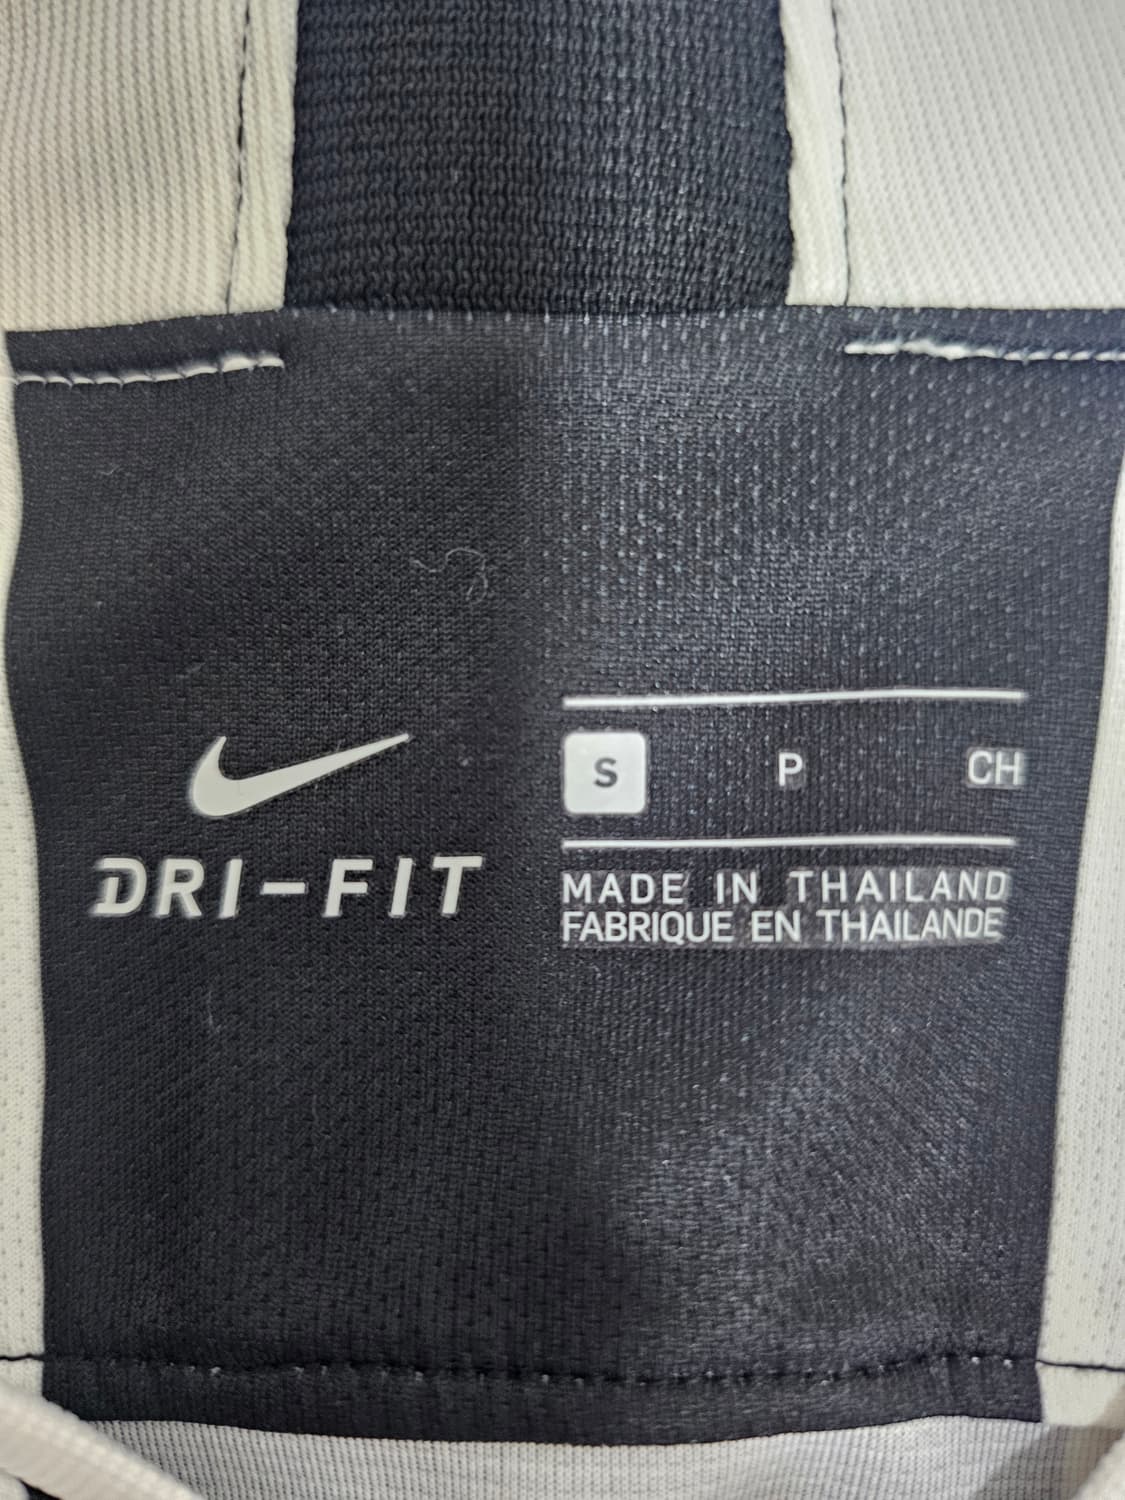 DRI-FIT
S P CH
MADE IN THAILAND
FABRIQUE EN THAILANDE